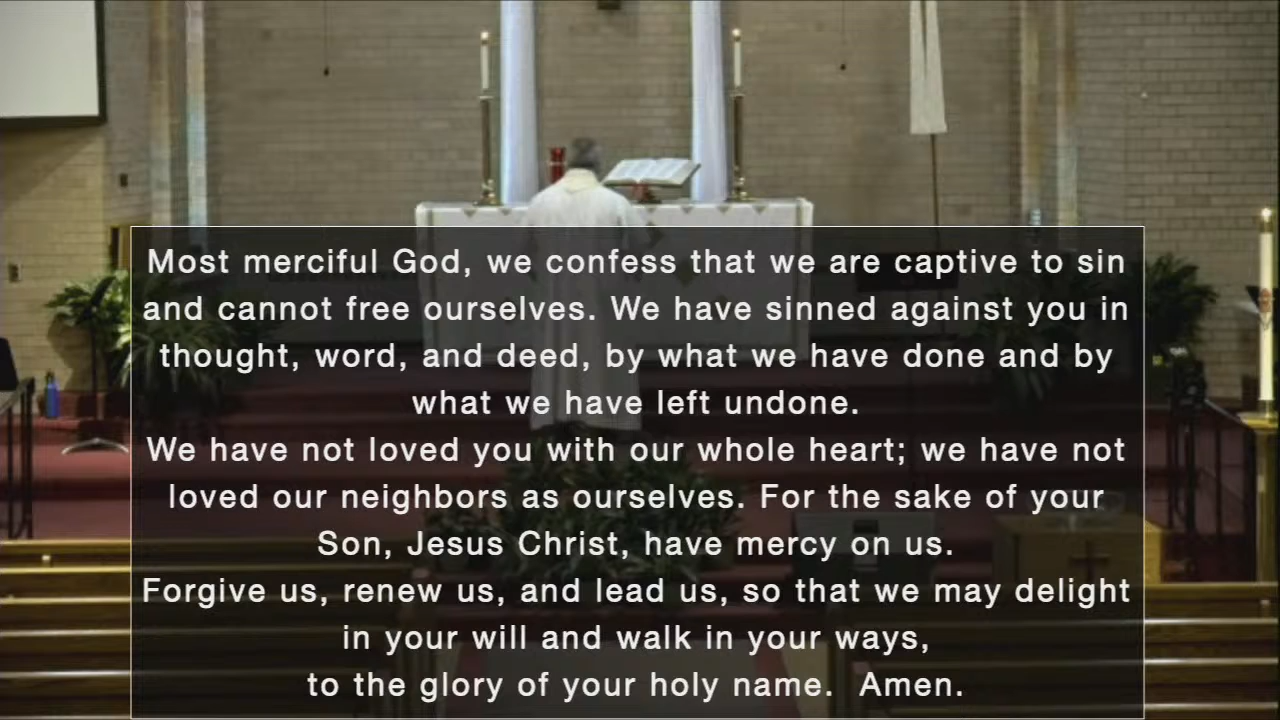 Most merciful God, we confess that we are captive to sin
and cannot free ourselves. We have sinned against you in
thought, word, and deed, by what we have done and by
what we have left undone.
We have not loved you with our whole heart; we have not
loved our neighbors as ourselves. For the sake of your
Son, Jesus Christ, have mercy on us.
Forgive us, renew us, and lead us, so that we may delight
in your will and walk in your ways,
to the glory of your holy name.  Amen.